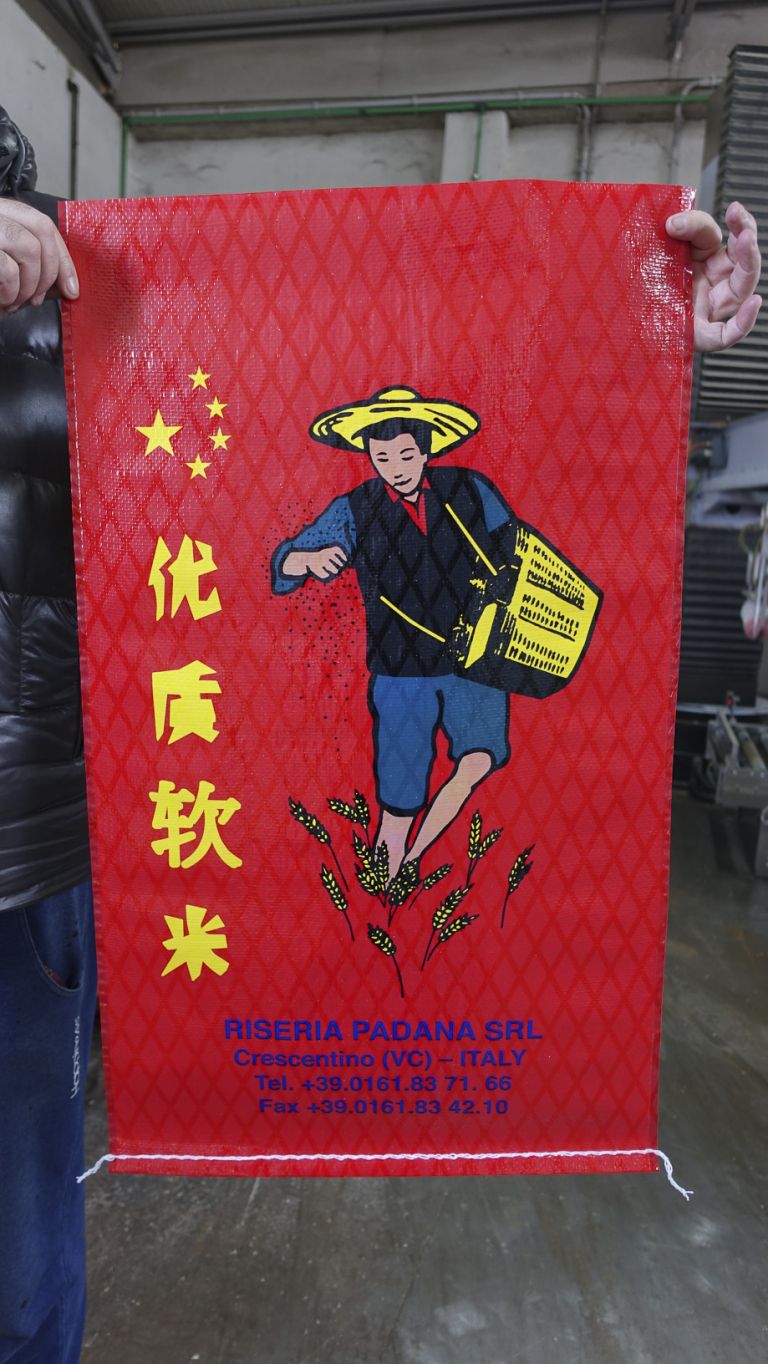 优质软米
RISERIA PADANA SRL
Crescentino (VC) – ITALY
Tel. +39.0161.83 71. 66
Fax +39.0161.83 42.10